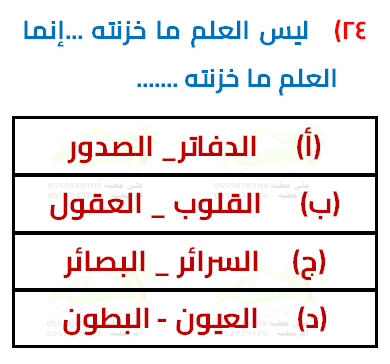 ٢٤) ليس العلم ما خزنته ...إنما
العلم ما خزنته .......
(أ) الدفاتر_ الصدور
(ب) القلوب _ العقول
(ج) السرائر _ البصائر
(د) العيون - البطون